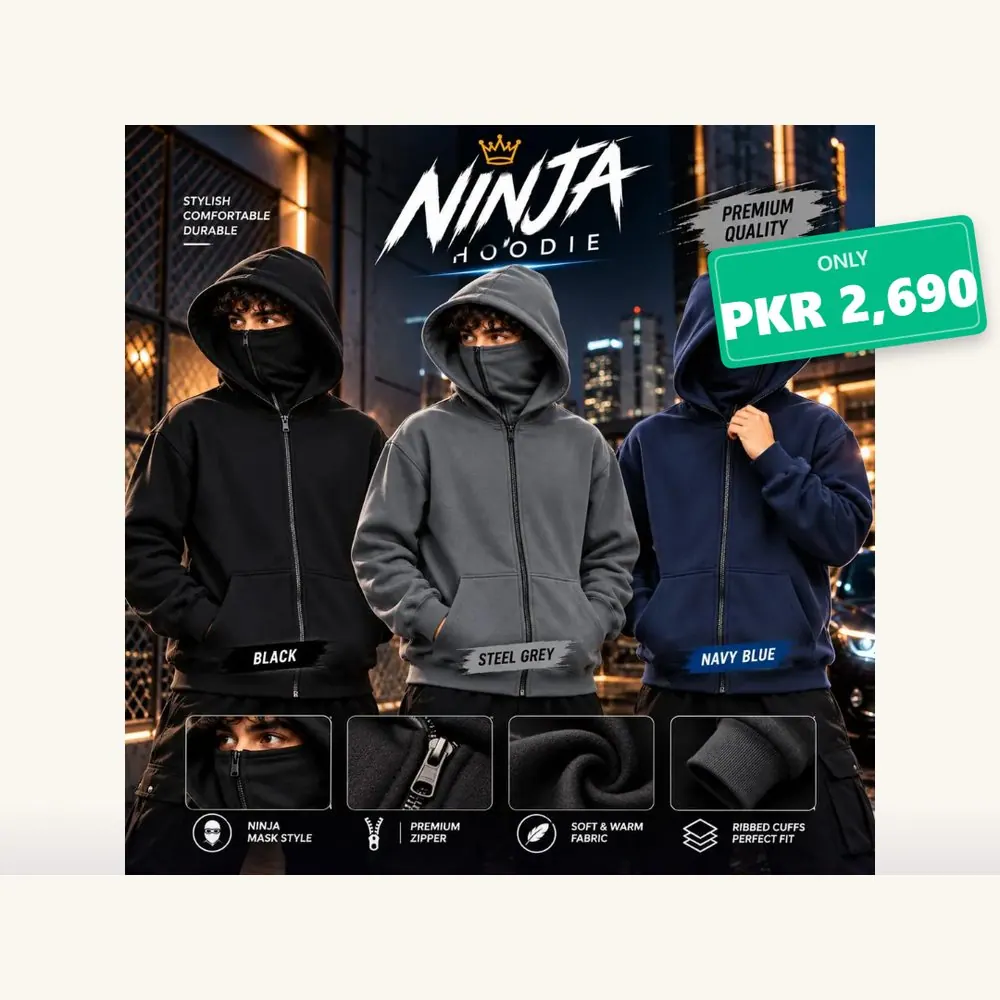 NINJA
HOODIE
STYLISH
COMFORTABLE
DURABLE
PREMIUM
QUALITY
ONLY
PKR 2,690
BLACK
STEEL GREY
NAVY BLUE
NINJA
MASK STYLE
PREMIUM
ZIPPER
SOFT & WARM
FABRIC
RIBBED CUFFS
PERFECT FIT